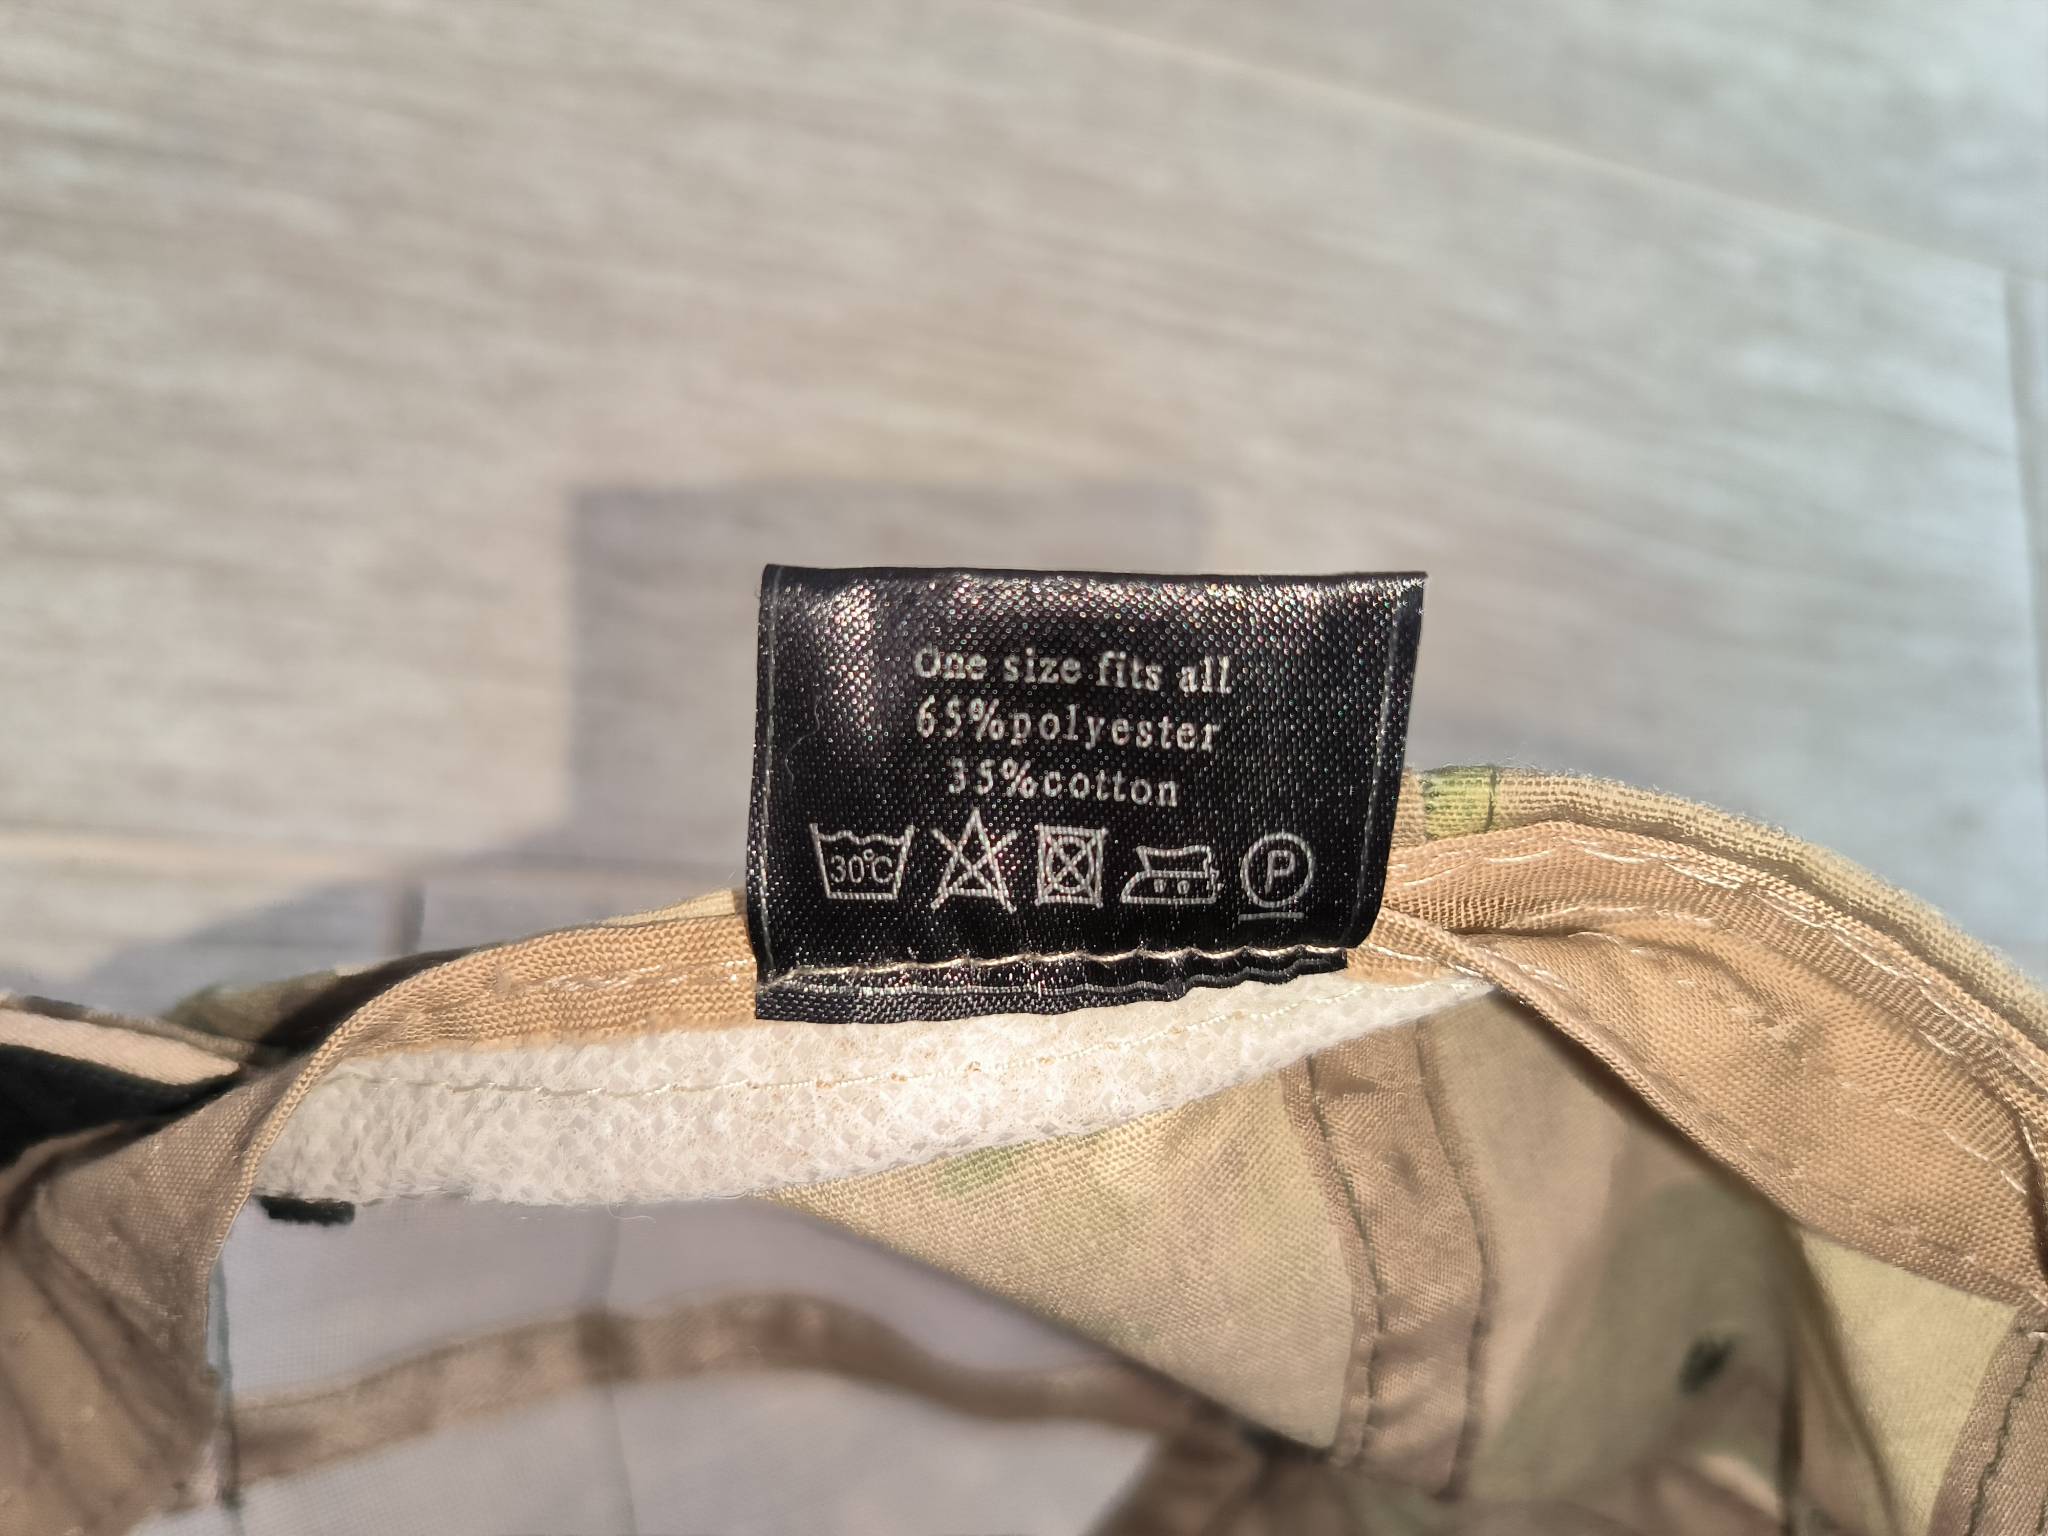 One size fits all
65%polyester
35%cotton
30°C P